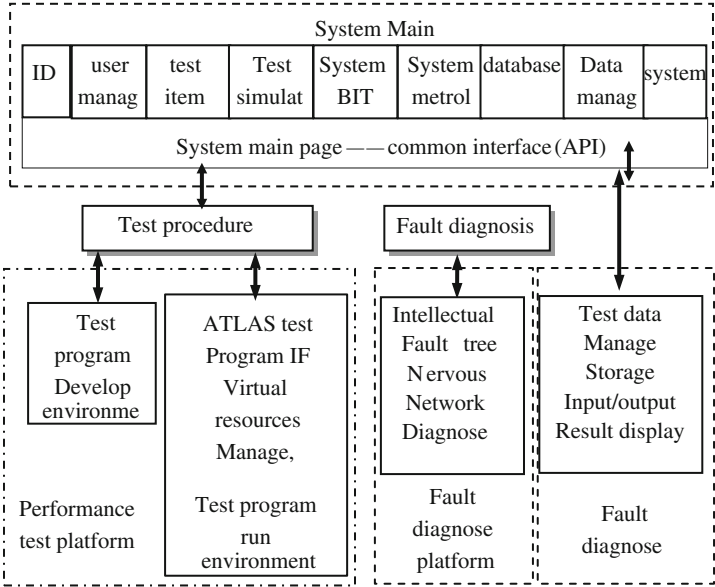 System Main
ID
user
manag
test
item
Test
simulat
System
BIT
System
metrol
database
Data
manag
system
System main page ——common interface (API)
Test procedure
Fault diagnosis
Test
program
Develop
environme
ATLAS test
Program IF
Virtual
resources
Manage,
Test program
run
environment
Performance
test platform
Intellectual
Fault tree
Nervous
Network
Diagnose
Fault
diagnose
platform
Test data
Manage
Storage
Input/output
Result display
Fault
diagnose